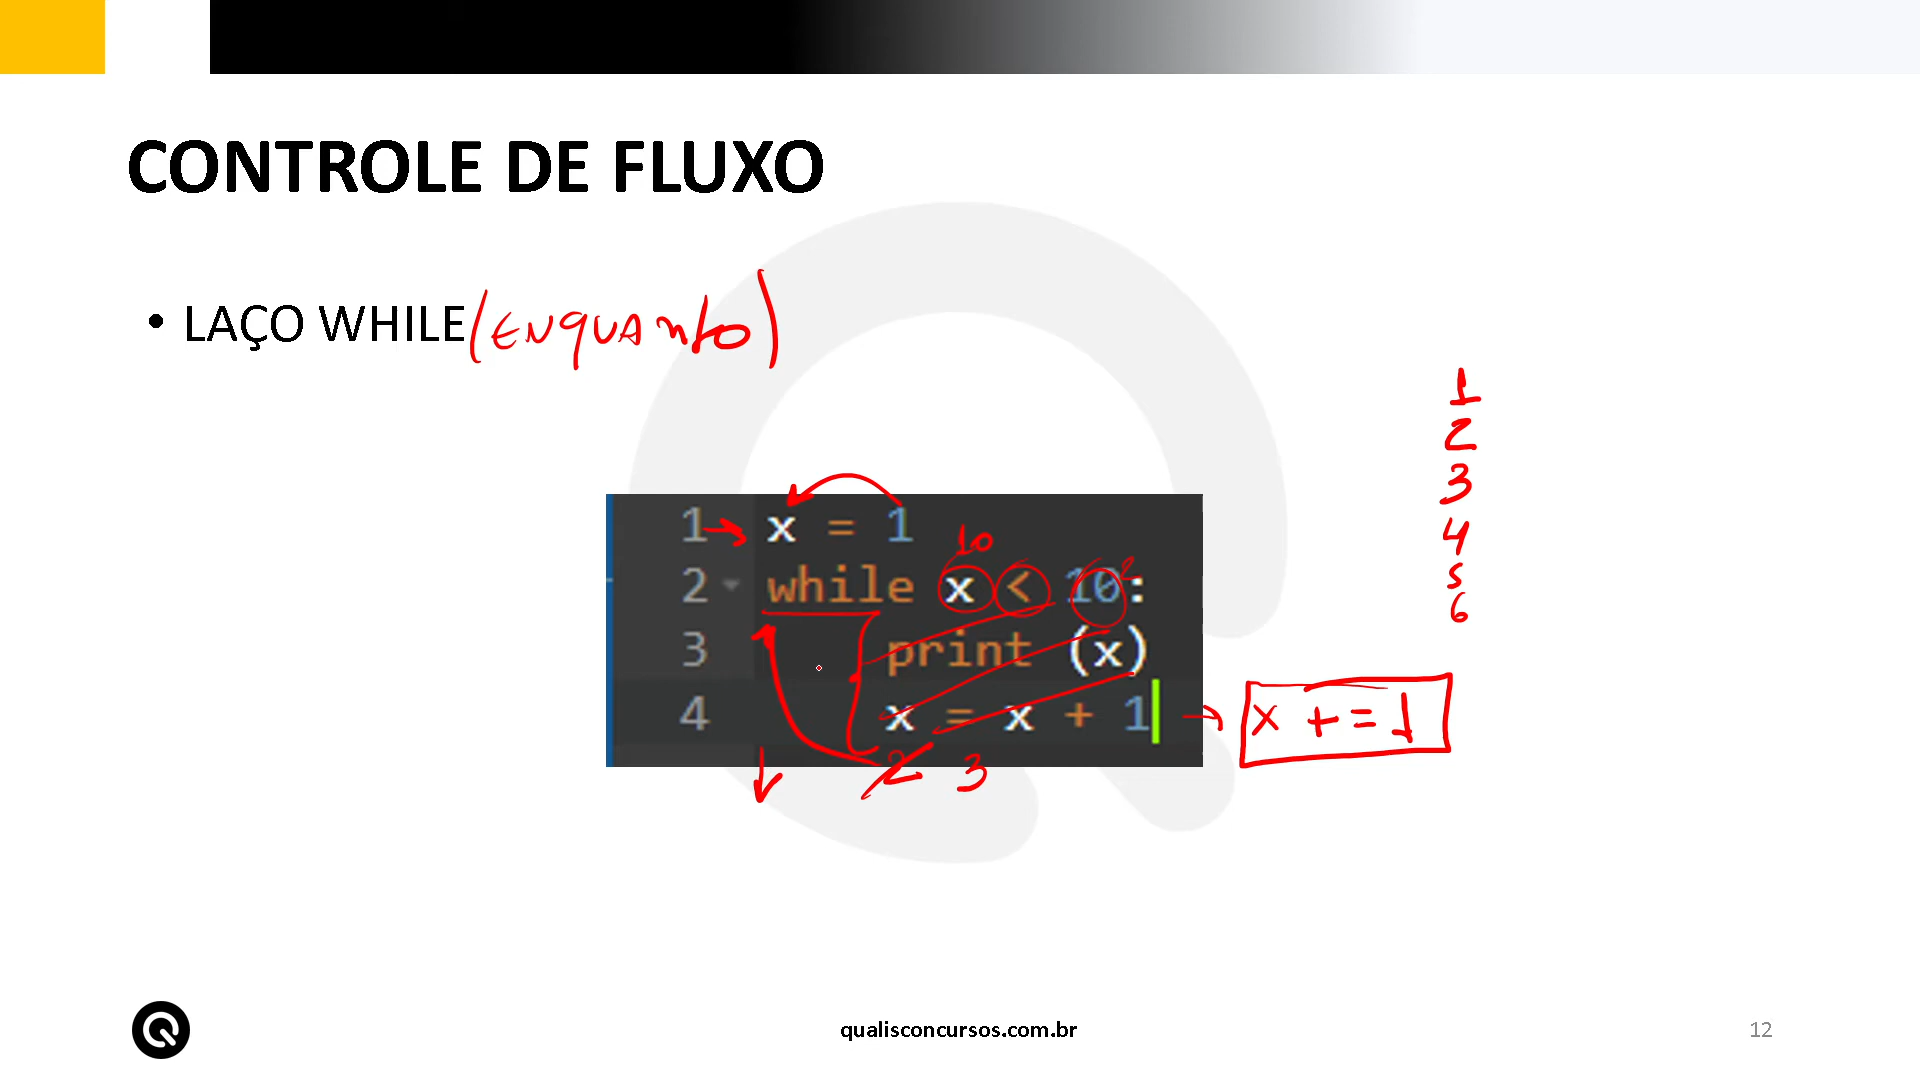 CONTROLE DE FLUXO
• LAÇO WHILE (ENQUANTO)
1
2
3
4
5
6
1 x = 1
10
2 while x < 10:
3 print (x)
4 x = x + 1
x += 1
2 3
qualisconcursos.com.br
12